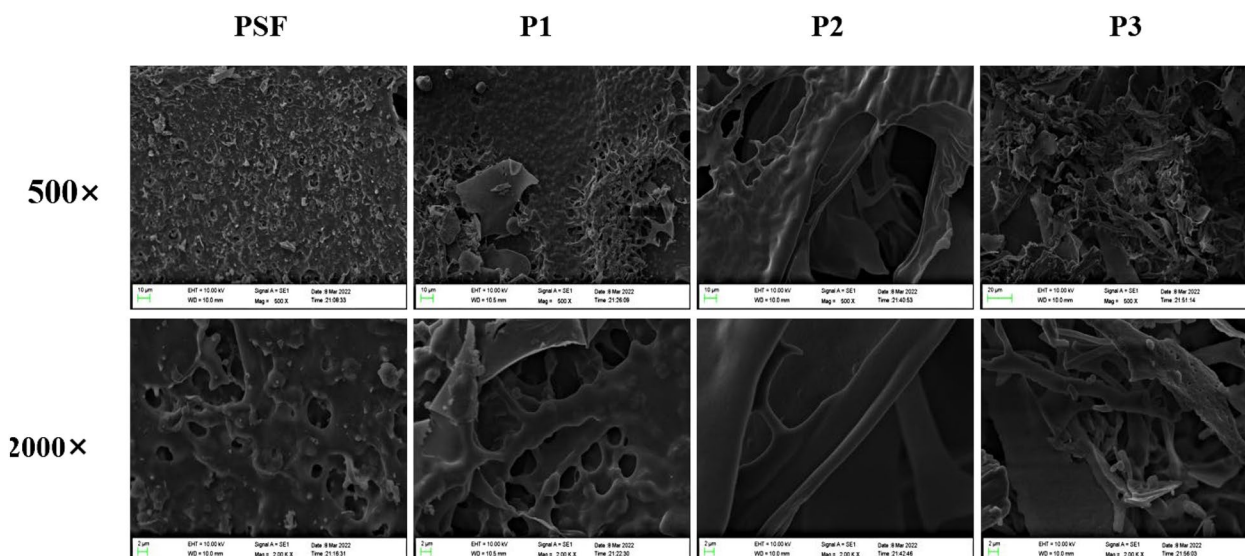 PSF P1 P2 P3
500×
10 µm EHT = 10.00 kV Signal A = SE1 Date :8 Mar 2022
WD = 10.0 mm Mag = 500 X Time :21:08:33
10 µm EHT = 10.00 kV Signal A = SE1 Date :8 Mar 2022
WD = 10.5 mm Mag = 500 X Time :21:26:09
10 µm EHT = 10.00 kV Signal A = SE1 Date :8 Mar 2022
WD = 10.0 mm Mag = 500 X Time :21:40:53
20 µm EHT = 10.00 kV Signal A = SE1 Date :8 Mar 2022
WD = 10.0 mm Mag = 500 X Time :21:51:14
2000×
2 µm EHT = 10.00 kV Signal A = SE1 Date :8 Mar 2022
WD = 10.0 mm Mag = 2.00 K X Time :21:16:31
2 µm EHT = 10.00 kV Signal A = SE1 Date :8 Mar 2022
WD = 10.5 mm Mag = 2.00 K X Time :21:22:30
2 µm EHT = 10.00 kV Signal A = SE1 Date :8 Mar 2022
WD = 10.0 mm Mag = 2.00 K X Time :21:42:46
2 µm EHT = 10.00 kV Signal A = SE1 Date :8 Mar 2022
WD = 10.0 mm Mag = 2.00 K X Time :21:56:03